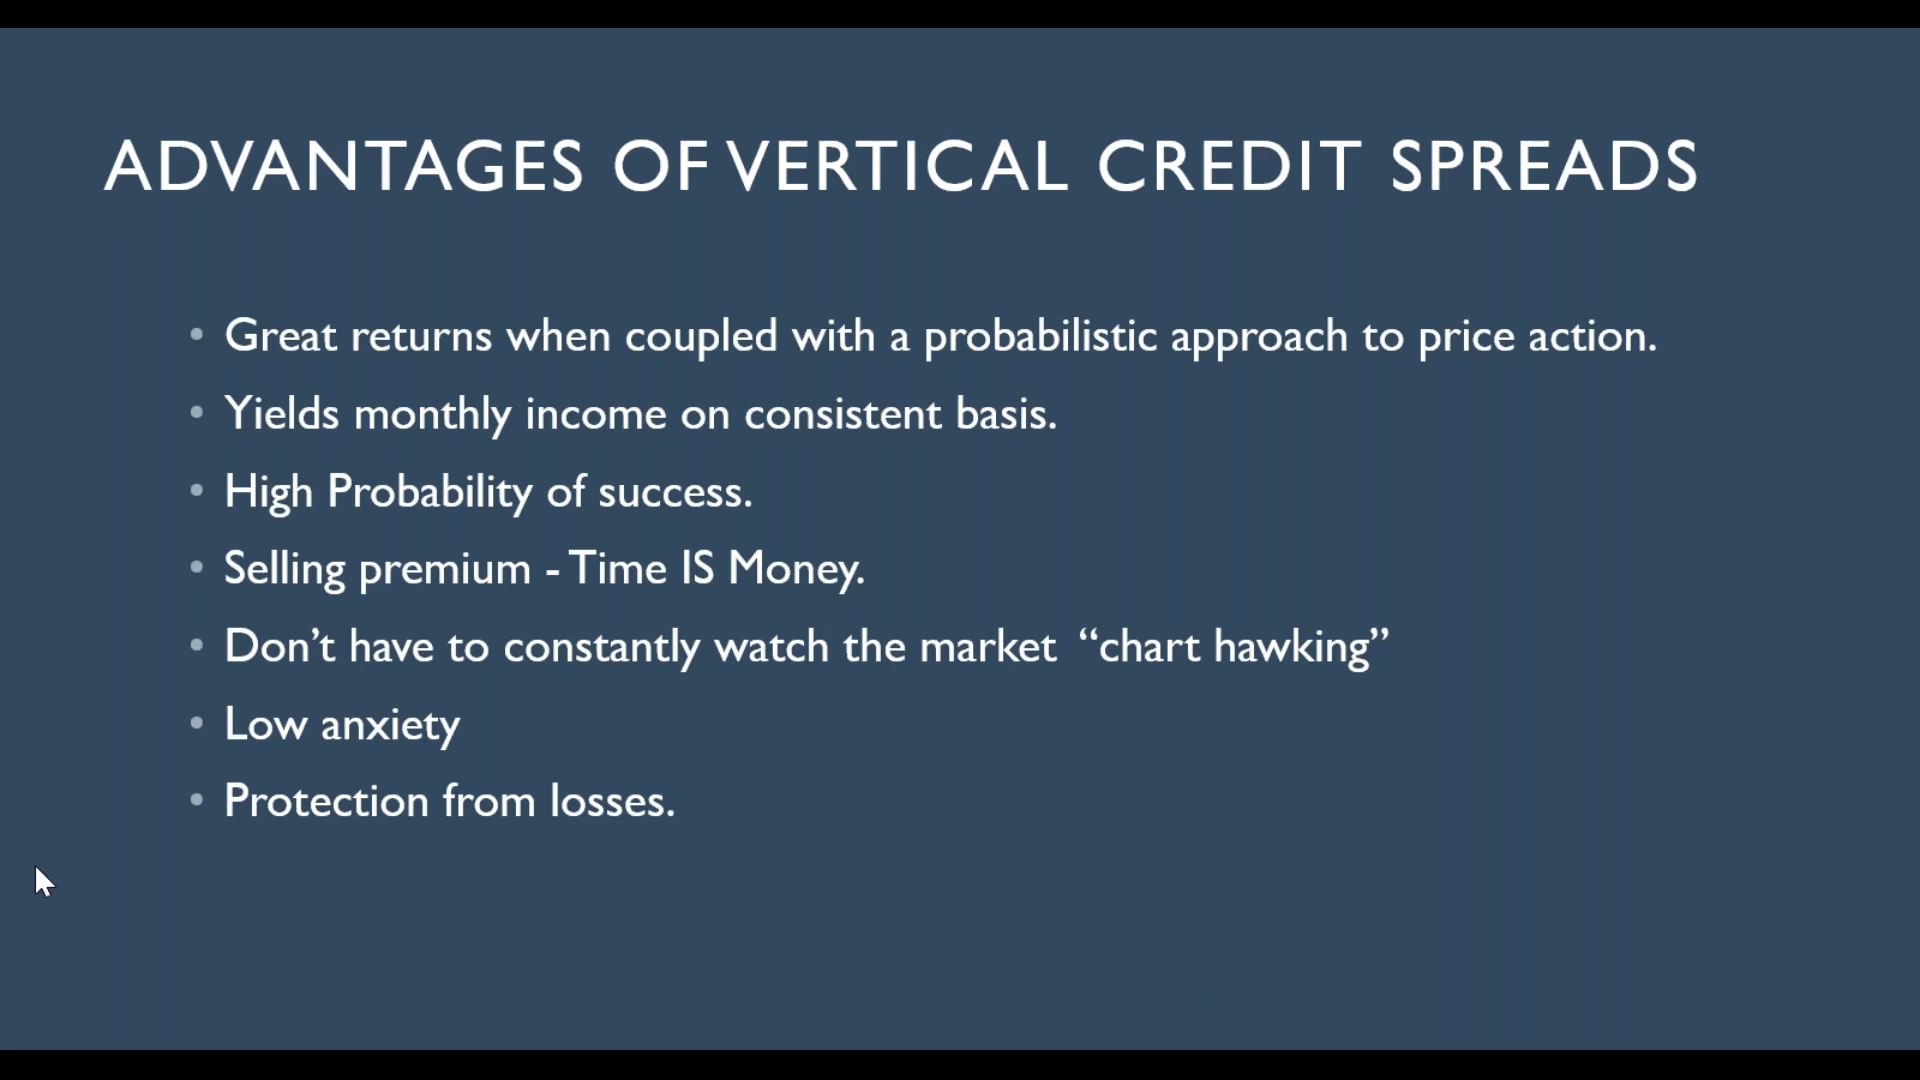 ADVANTAGES OF VERTICAL CREDIT SPREADS
• Great returns when coupled with a probabilistic approach to price action.
• Yields monthly income on consistent basis.
• High Probability of success.
• Selling premium - Time IS Money.
• Don’t have to constantly watch the market “chart hawking”
• Low anxiety
• Protection from losses.